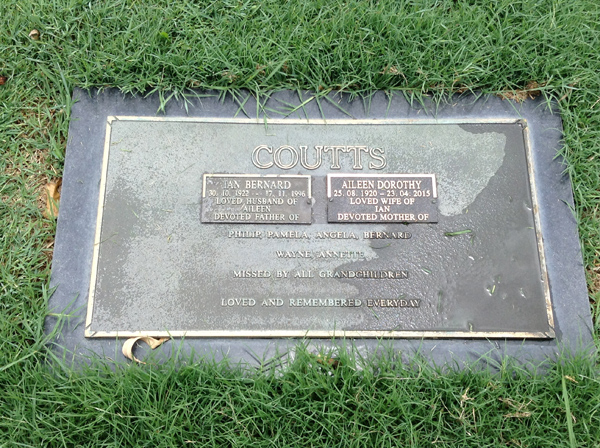 COUTTS
IAN BERNARD
30. 10. 1922 - 17. 11. 1996
LOVED HUSBAND OF
AILEEN
DEVOTED FATHER OF
AILEEN DOROTHY
25. 08. 1920 - 23. 04. 2015
LOVED WIFE OF
IAN
DEVOTED MOTHER OF
PHILIP, PAMELA, ANGELA, BERNARD
WAYNE, ANNETTE
MISSED BY ALL GRANDCHILDREN
LOVED AND REMEMBERED EVERYDAY